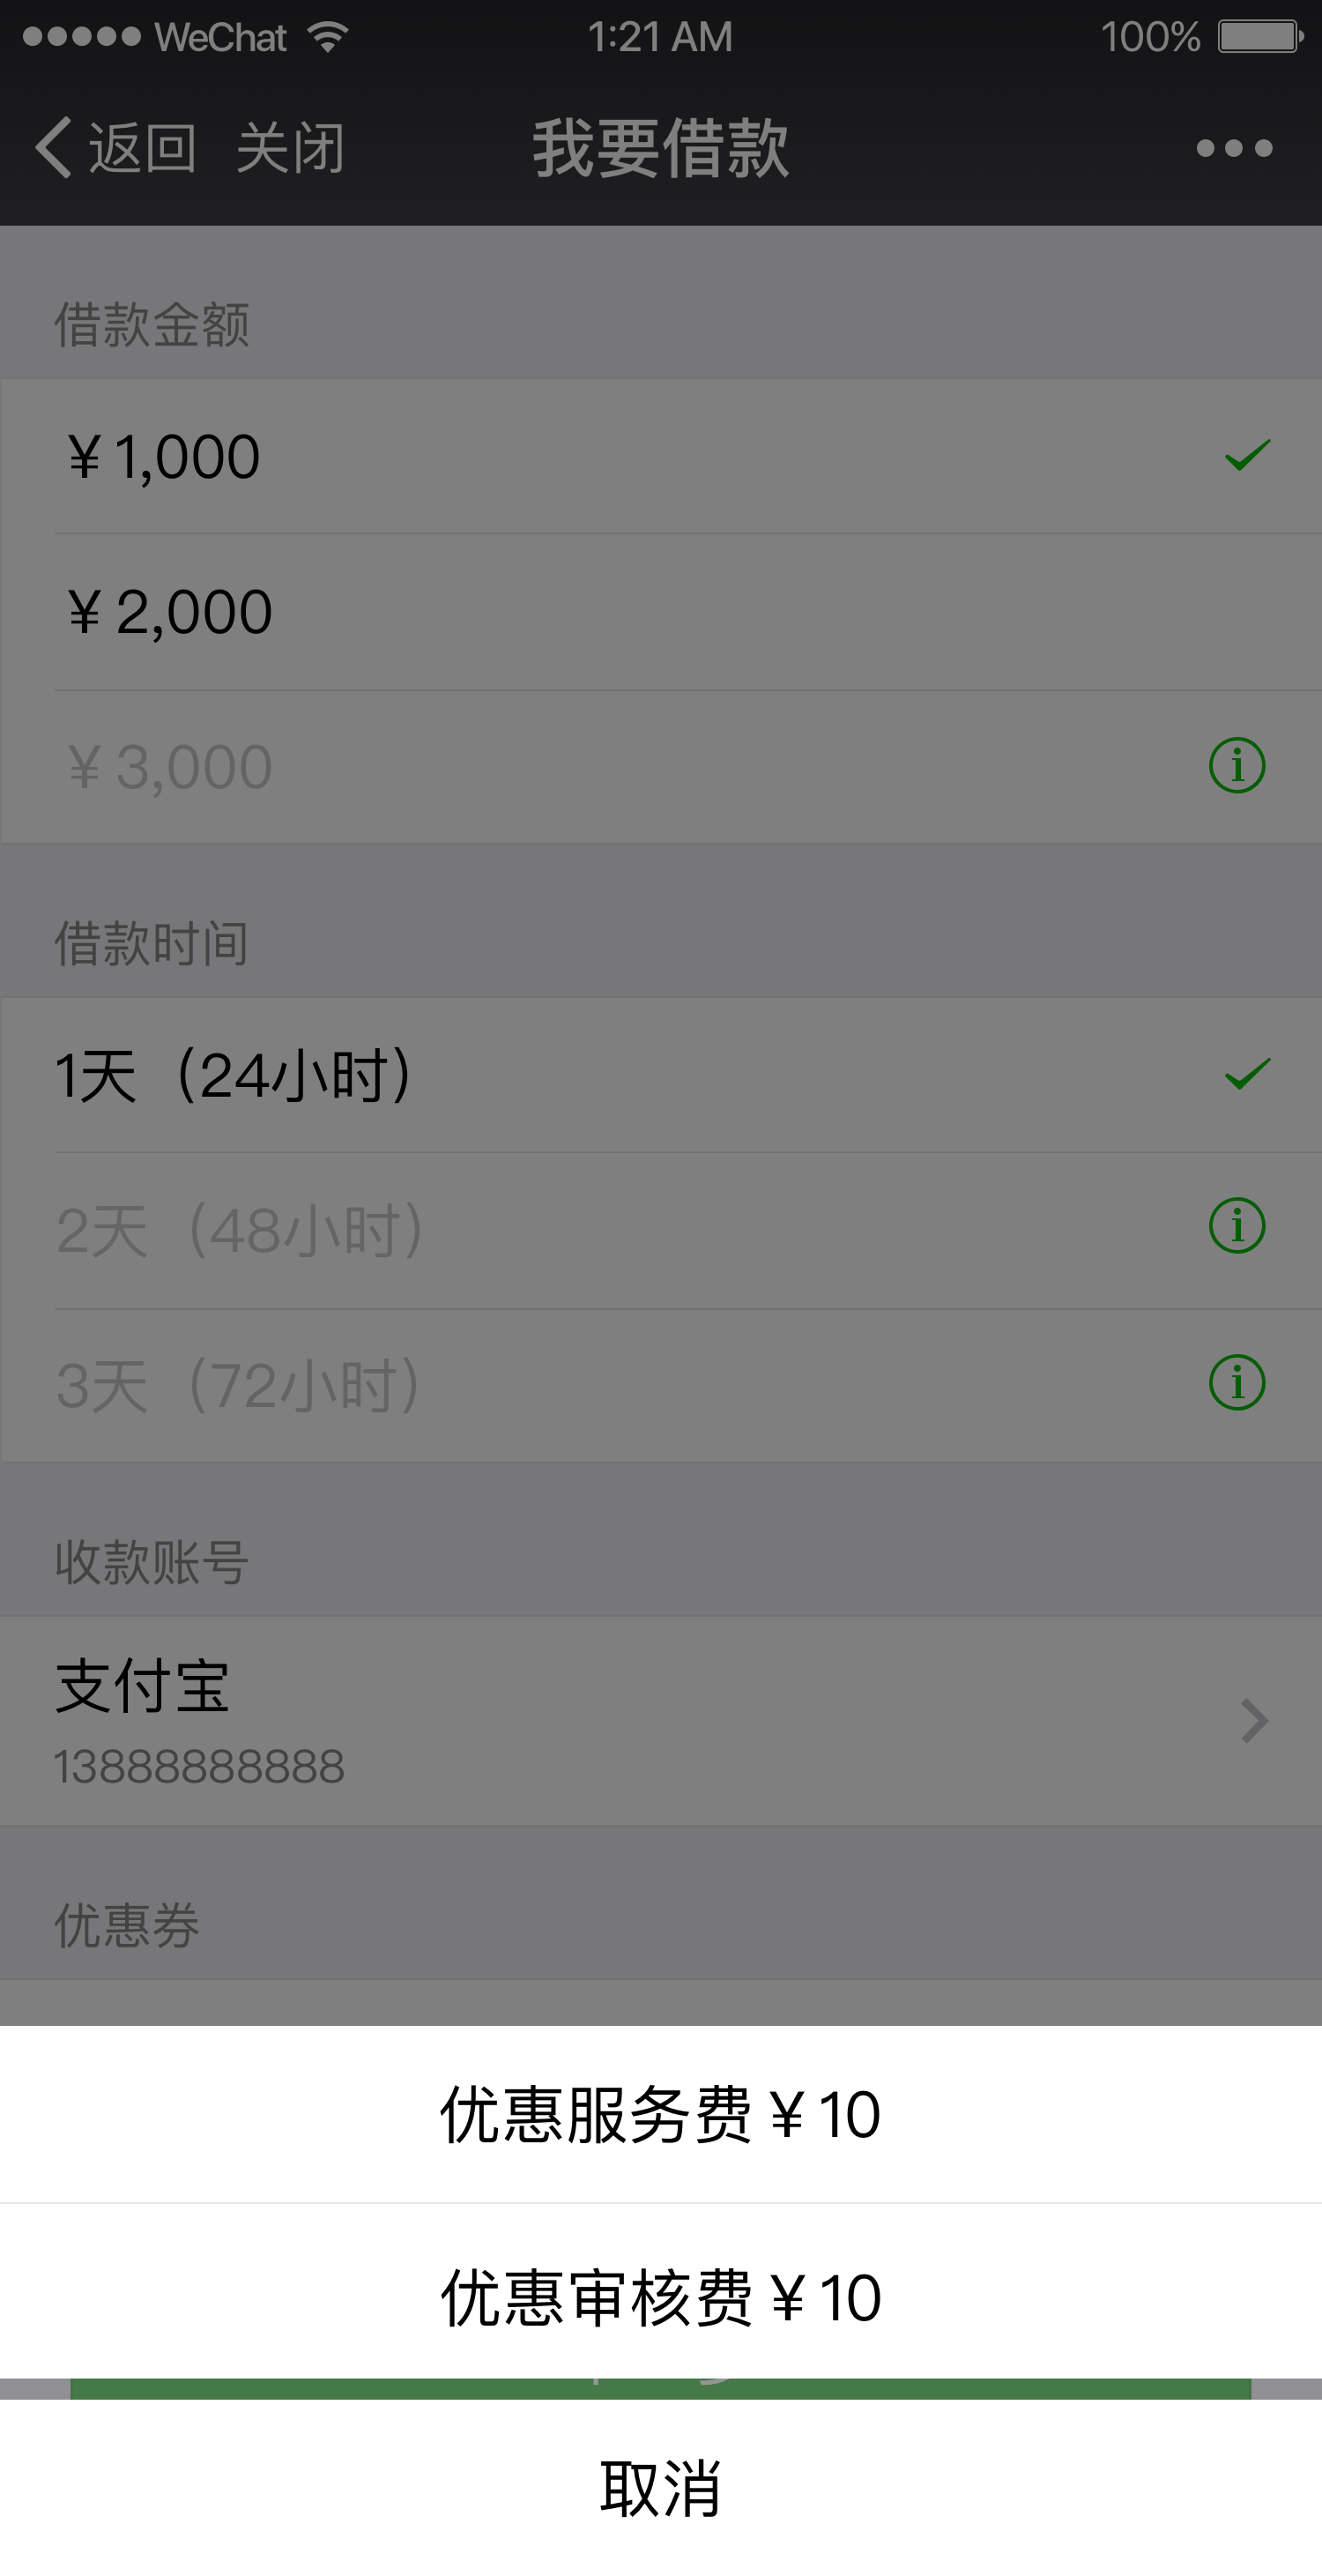 WeChat 1:21 AM 100%
返回 关闭 我要借款
借款金额
¥ 1,000
¥ 2,000
¥ 3,000
借款时间
1天（24小时）
2天（48小时）
3天（72小时）
收款账号
支付宝
13888888888
优惠券
优惠服务费 ¥ 10
优惠审核费 ¥ 10
取消